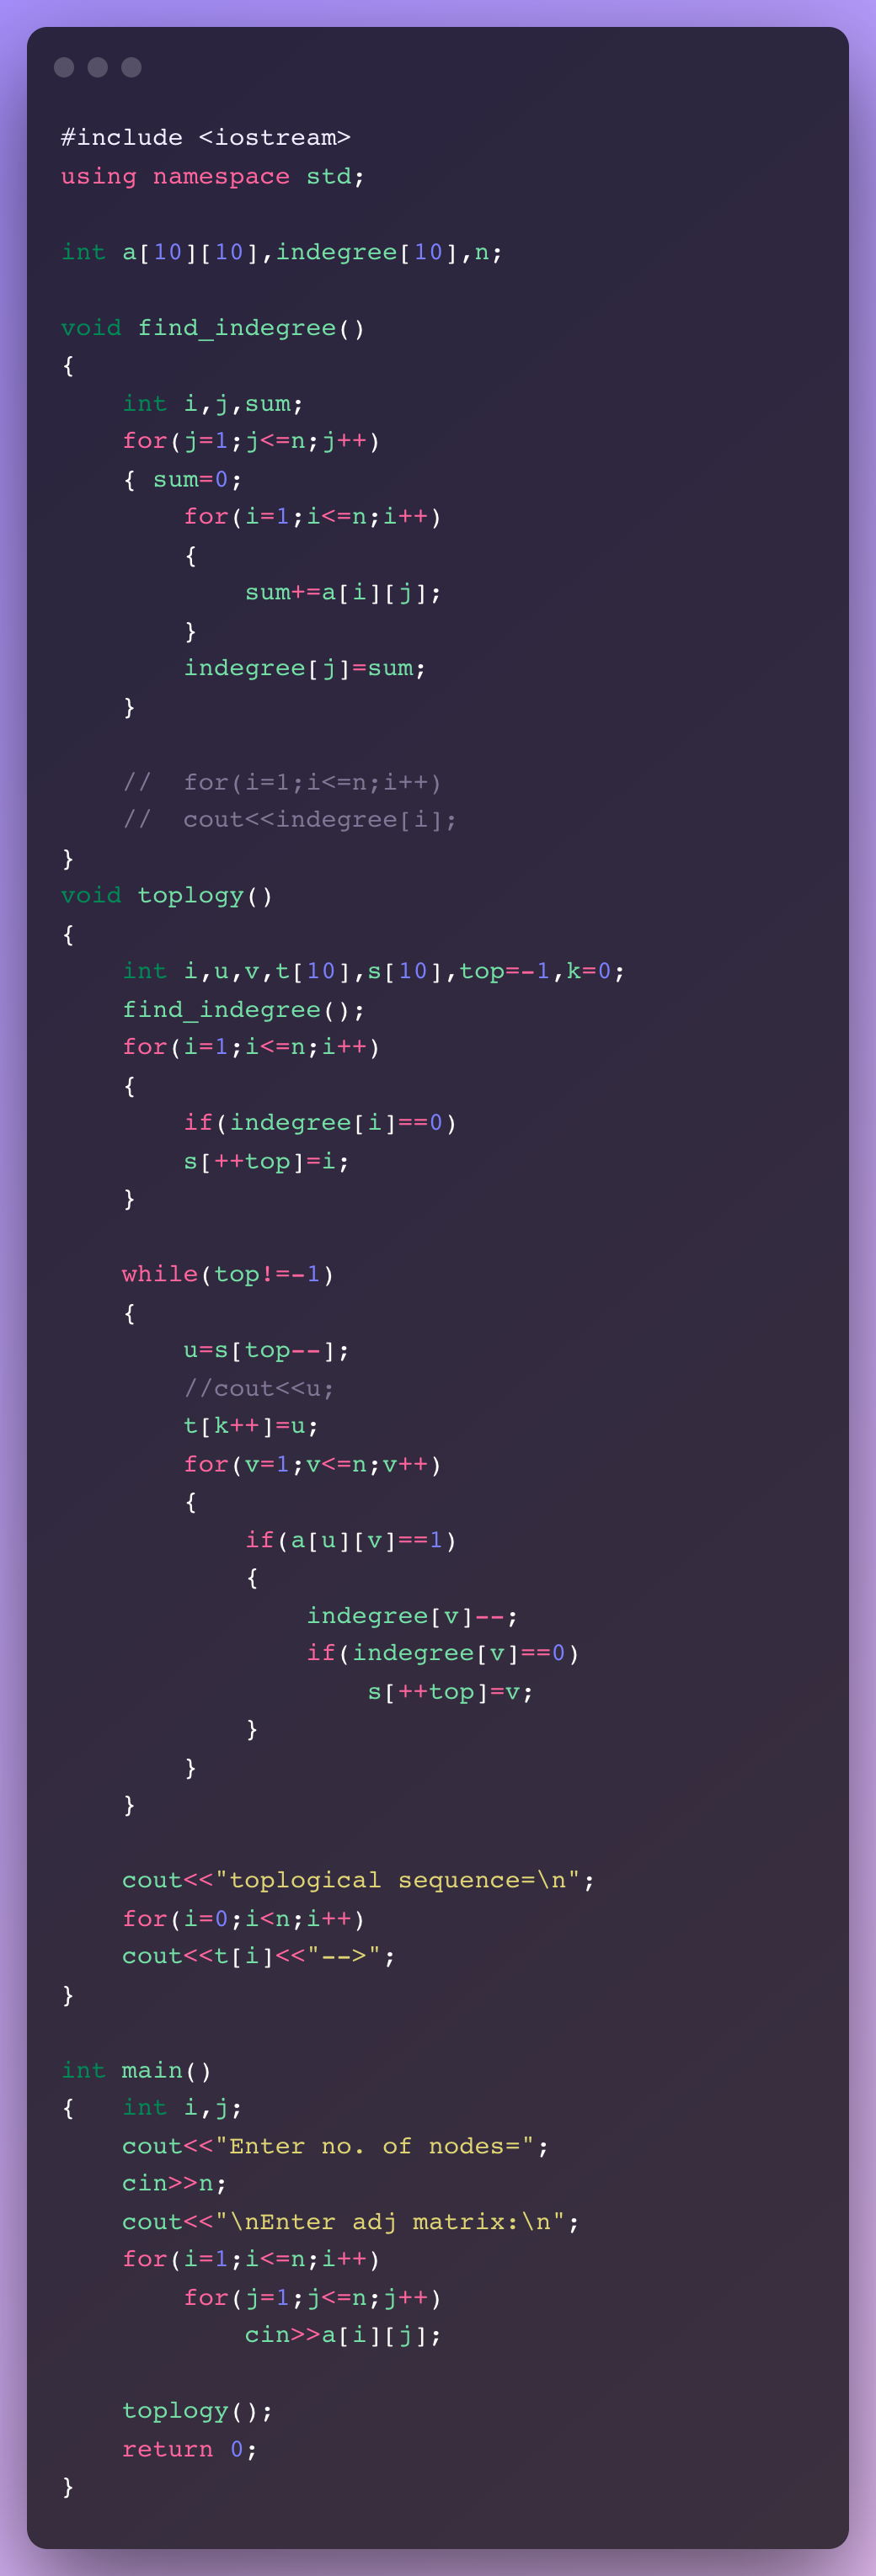 #include <iostream>
using namespace std;

int a[10][10],indegree[10],n;

void find_indegree()
{
    int i,j,sum;
    for(j=1;j<=n;j++)
    { sum=0;
        for(i=1;i<=n;i++)
        {
            sum+=a[i][j];
        }
        indegree[j]=sum;
    }

    //  for(i=1;i<=n;i++)
    //  cout<<indegree[i];
}
void toplogy()
{
    int i,u,v,t[10],s[10],top=-1,k=0;
    find_indegree();
    for(i=1;i<=n;i++)
    {
        if(indegree[i]==0)
        s[++top]=i;
    }

    while(top!=-1)
    {
        u=s[top--];
        //cout<<u;
        t[k++]=u;
        for(v=1;v<=n;v++)
        {
            if(a[u][v]==1)
            {
                indegree[v]--;
                if(indegree[v]==0)
                    s[++top]=v;
            }
        }
    }

    cout<<"toplogical sequence=\n";
    for(i=0;i<n;i++)
    cout<<t[i]<<"-->";
}

int main()
{   int i,j;
    cout<<"Enter no. of nodes=";
    cin>>n;
    cout<<"\nEnter adj matrix:\n";
    for(i=1;i<=n;i++)
        for(j=1;j<=n;j++)
            cin>>a[i][j];

    toplogy();
    return 0;
}